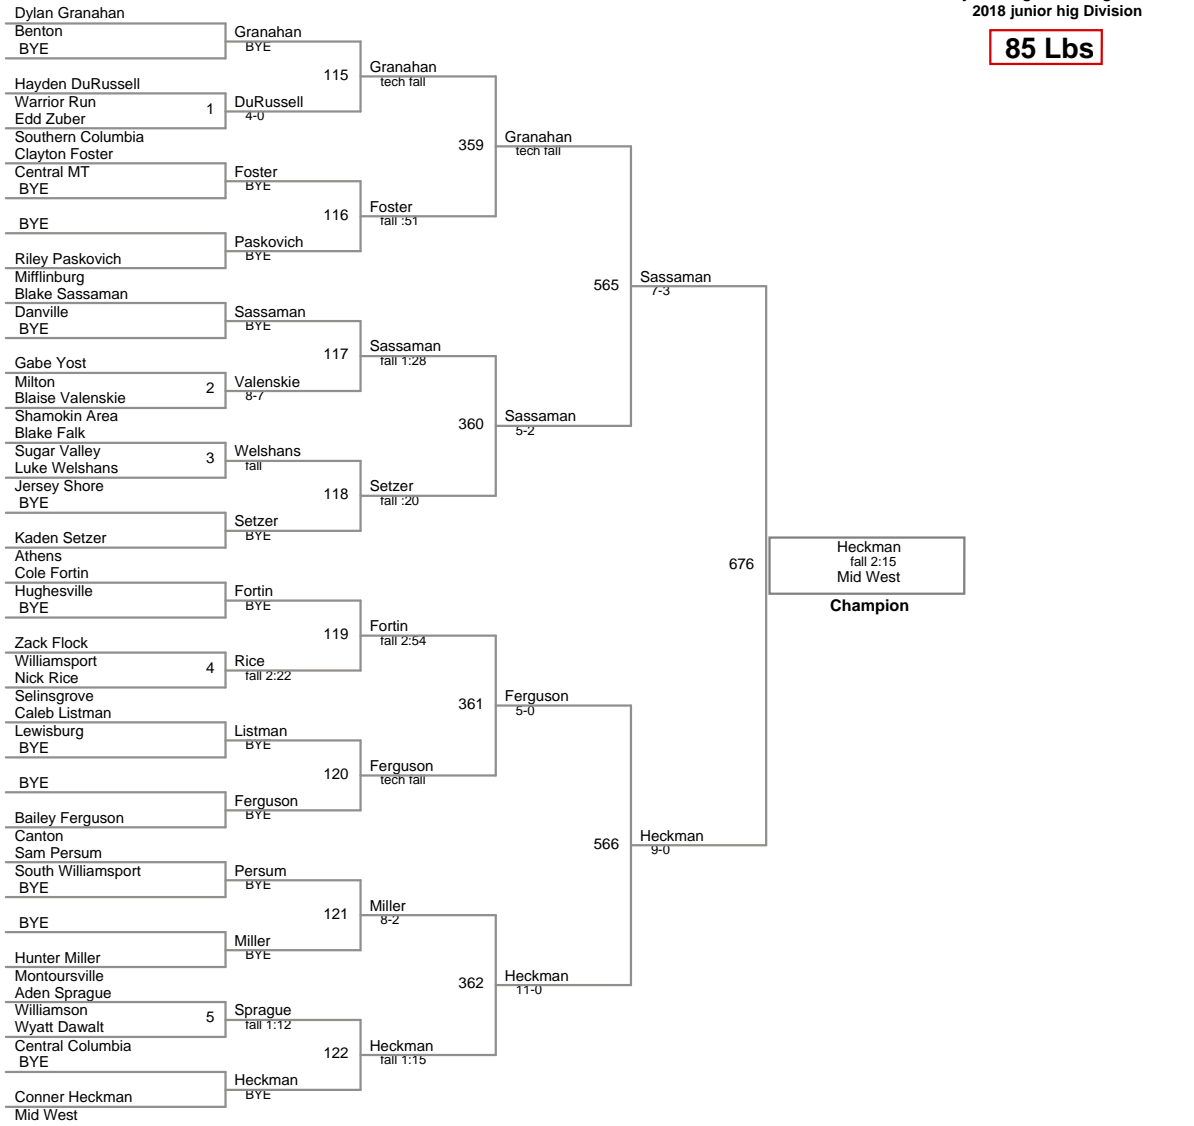 2018 junior hig Division
85 Lbs
Dylan Granahan
Benton
BYE
Granahan
BYE
115
Granahan
tech fall
Hayden DuRussell
Warrior Run
1
DuRussell
4-0
Edd Zuber
Southern Columbia
359
Granahan
tech fall
Clayton Foster
Central MT
BYE
Foster
BYE
116
Foster
fall :51
BYE
Paskovich
BYE
Riley Paskovich
Mifflinburg
565
Sassaman
7-3
Blake Sassaman
Danville
BYE
Sassaman
BYE
117
Sassaman
fall 1:28
Gabe Yost
Milton
2
Valenskie
8-7
Blaise Valenskie
Shamokin Area
360
Sassaman
5-2
Blake Falk
Sugar Valley
3
Welshans
fall
Luke Welshans
Jersey Shore
118
Setzer
fall :20
BYE
Setzer
BYE
Kaden Setzer
Athens
676
Heckman
fall 2:15
Mid West
Champion
Cole Fortin
Hughesville
BYE
Fortin
BYE
119
Fortin
fall 2:54
Zack Flock
Williamsport
4
Rice
fall 2:22
Nick Rice
Selinsgrove
361
Ferguson
5-0
Caleb Listman
Lewisburg
BYE
Listman
BYE
120
Ferguson
tech fall
BYE
Ferguson
BYE
Bailey Ferguson
Canton
566
Heckman
9-0
Sam Persum
South Williamsport
BYE
Persum
BYE
121
Miller
8-2
BYE
Miller
BYE
Hunter Miller
Montoursville
362
Heckman
11-0
Aden Sprague
Williamson
5
Sprague
fall 1:12
Wyatt Dawalt
Central Columbia
122
Heckman
fall 1:15
BYE
Heckman
BYE
Conner Heckman
Mid West